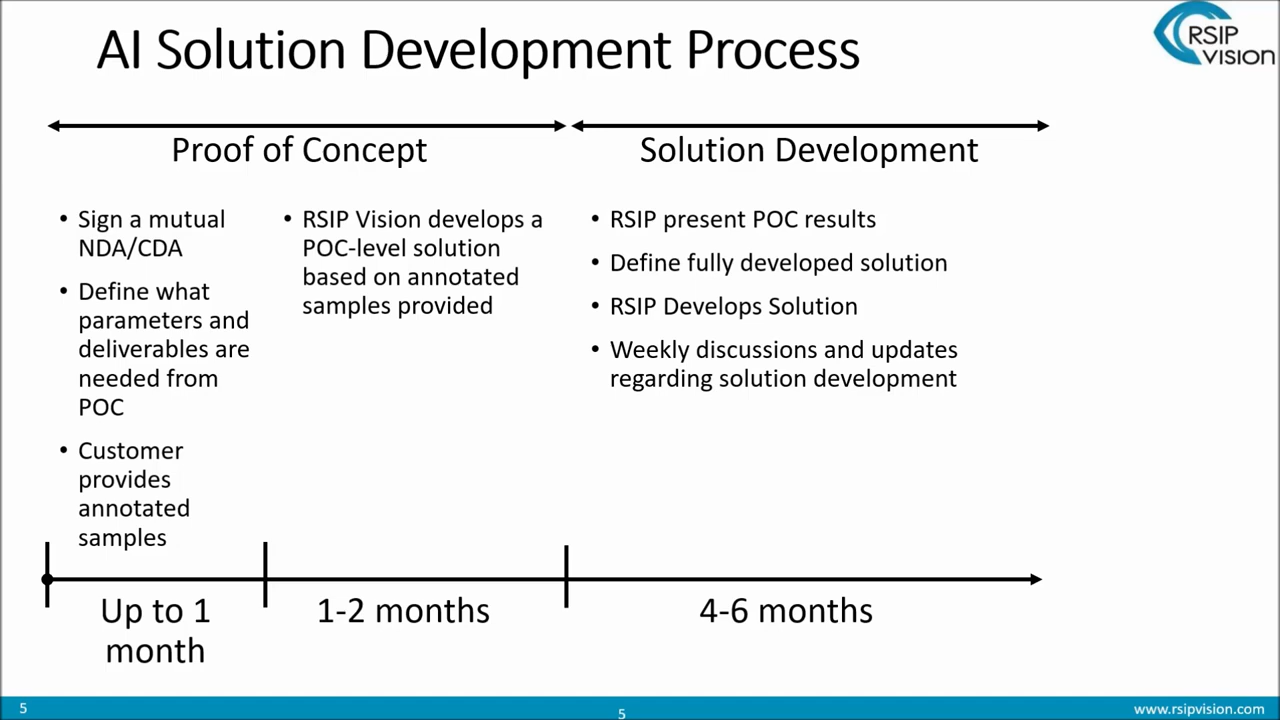 AI Solution Development Process
RSIP
VISION
Proof of Concept
Solution Development
• Sign a mutual
NDA/CDA
• Define what
parameters and
deliverables are
needed from
POC
• Customer
provides
annotated
samples
• RSIP Vision develops a
POC-level solution
based on annotated
samples provided
• RSIP present POC results
• Define fully developed solution
• RSIP Develops Solution
• Weekly discussions and updates
regarding solution development
Up to 1
month
1-2 months
4-6 months
5
5
www.rsipvision.com